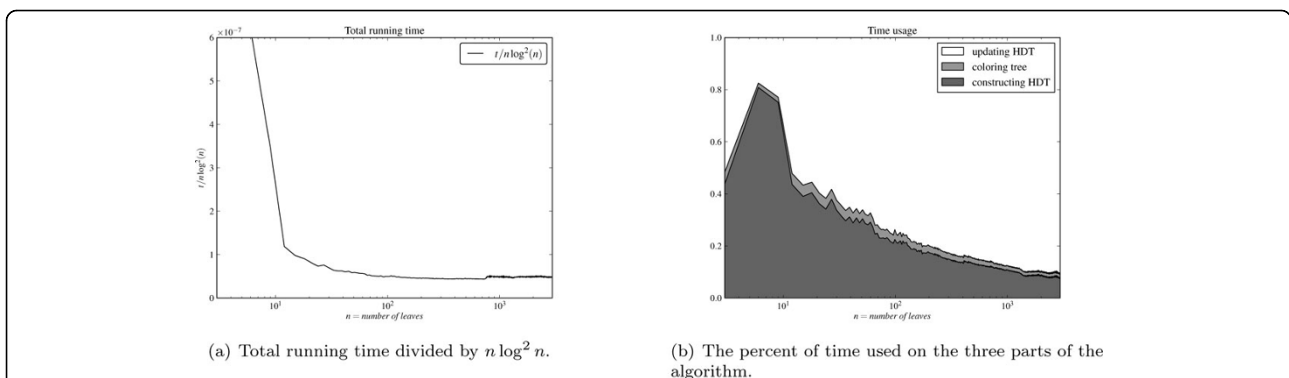 Total running time
×10⁻⁷
t/n log²(n)
6
5
4
3
2
1
0
t/n log²(n)
10¹
10²
10³
n = number of leaves
(a) Total running time divided by n log² n.
Time usage
updating HDT
coloring tree
constructing HDT
1.0
0.8
0.6
0.4
0.2
0.0
10¹
10²
10³
n = number of leaves
(b) The percent of time used on the three parts of the
algorithm.